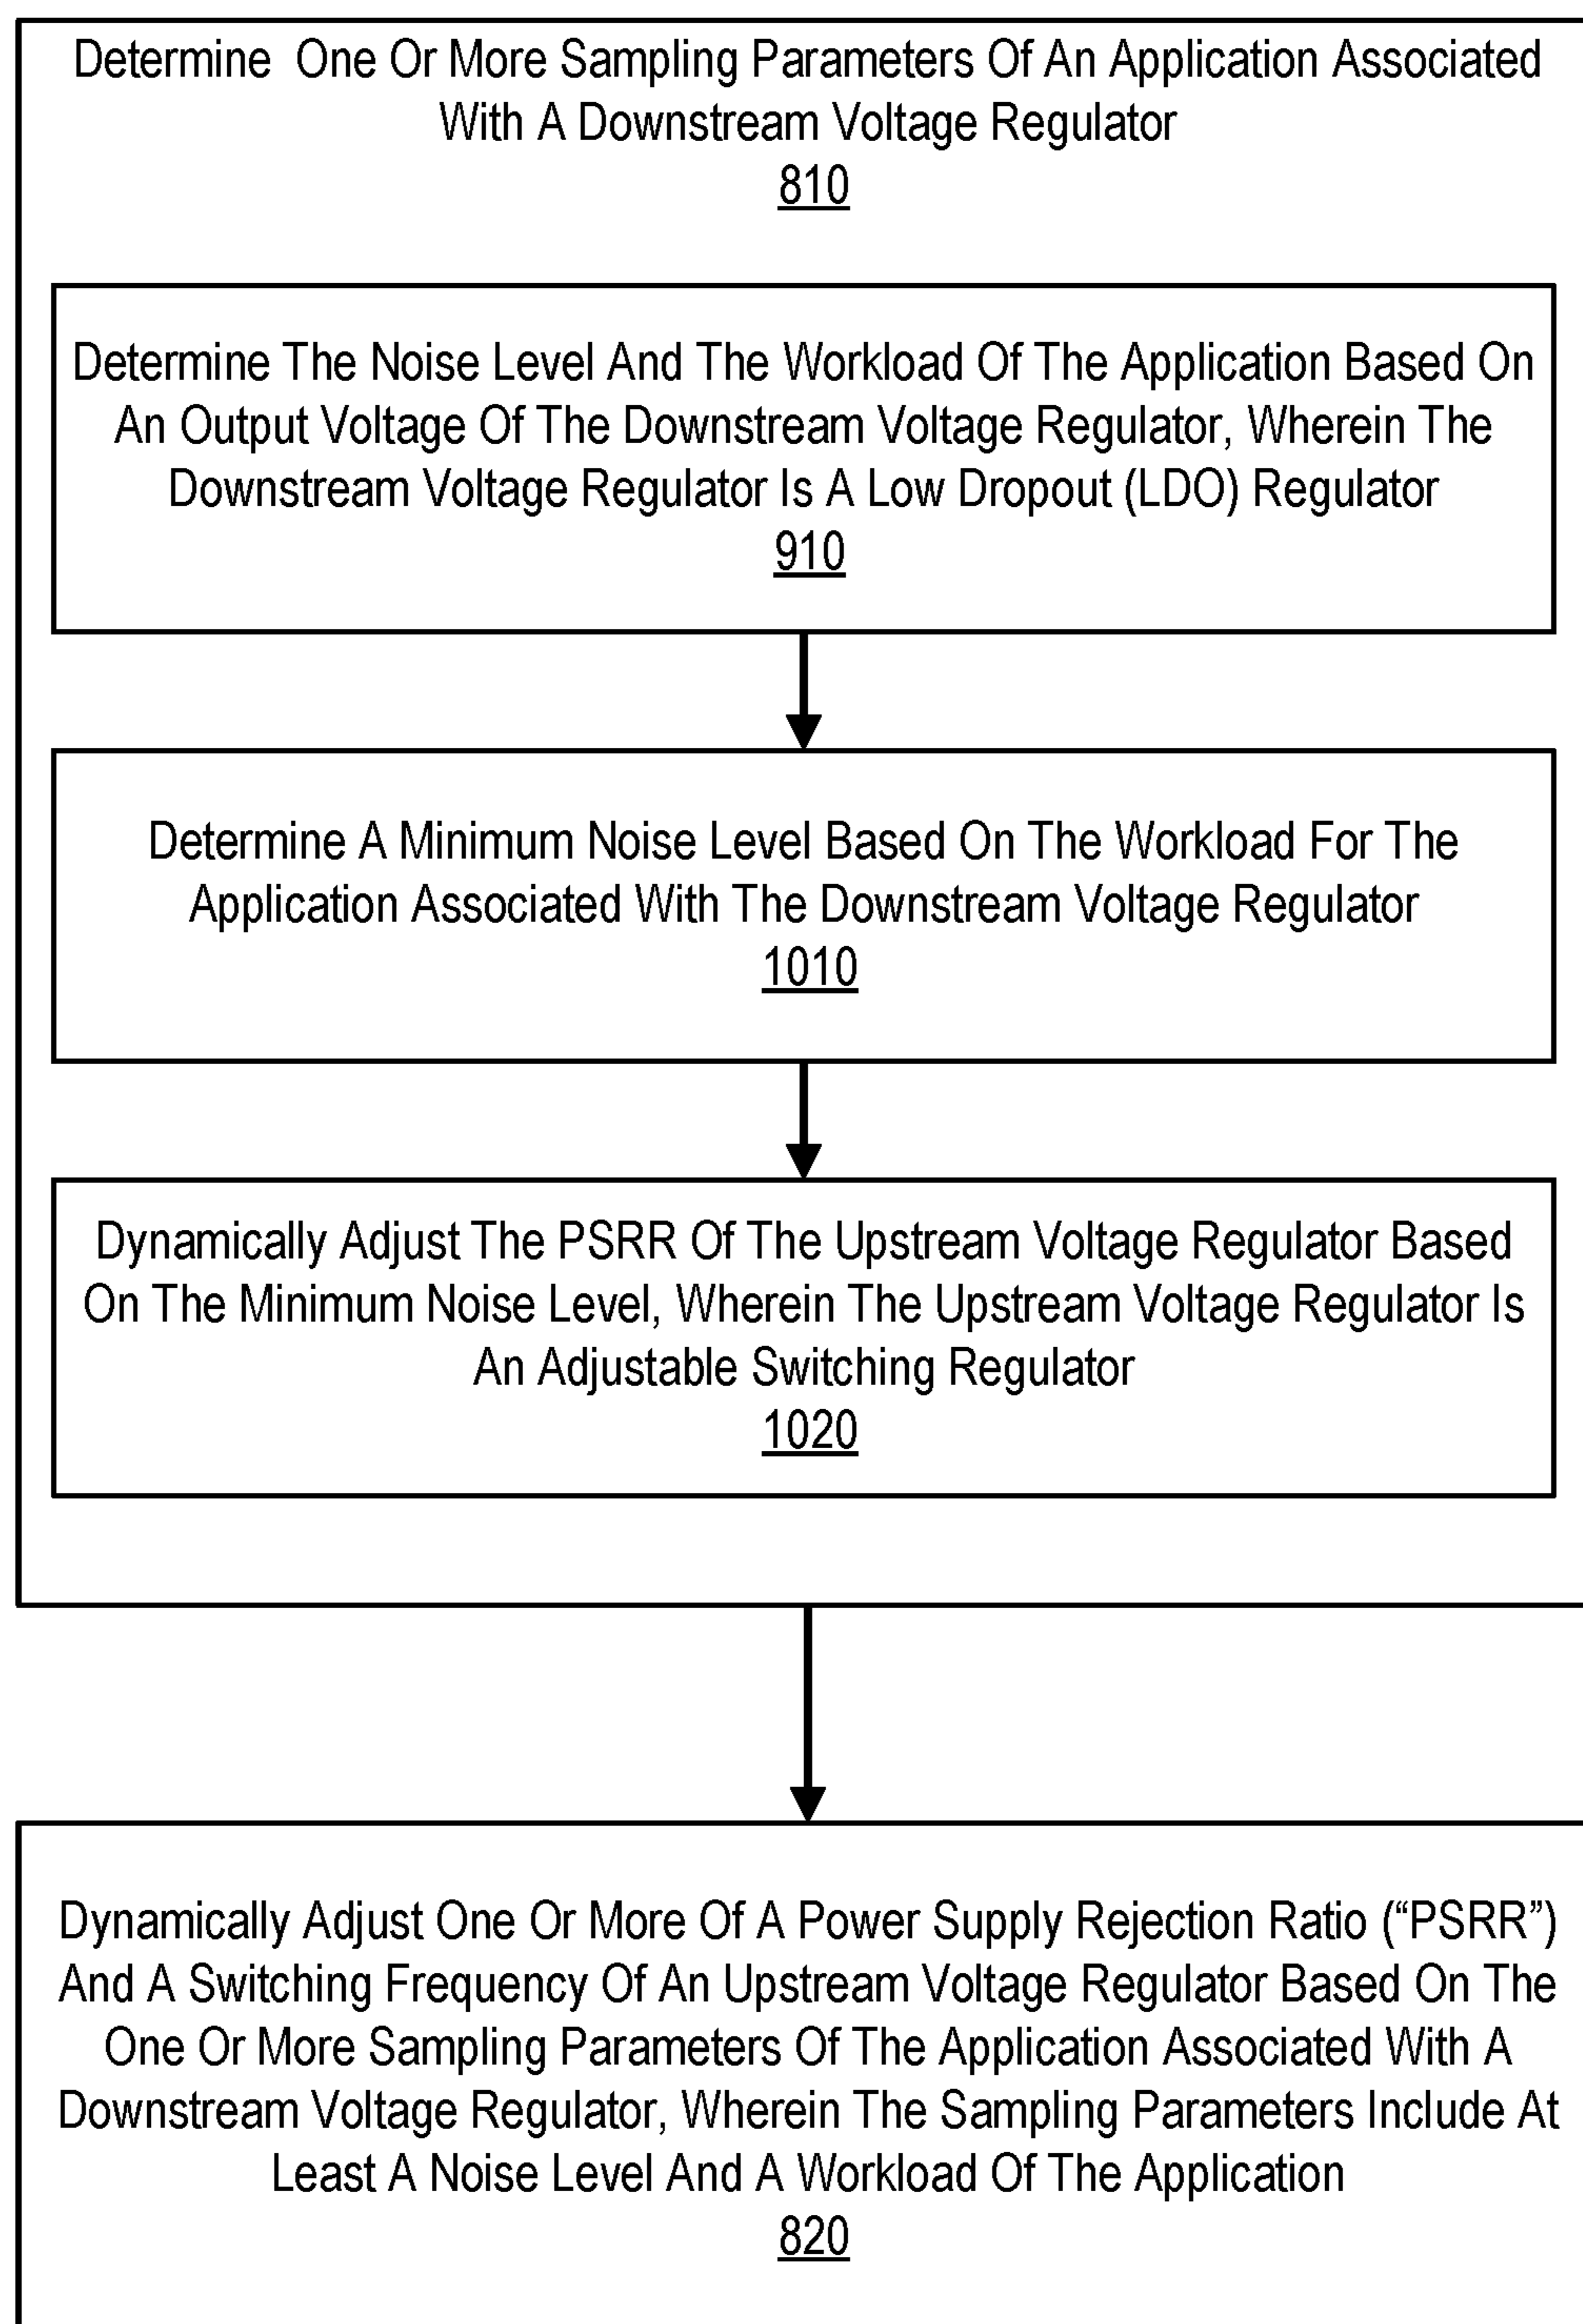 Determine One Or More Sampling Parameters Of An Application Associated
With A Downstream Voltage Regulator
810
Determine The Noise Level And The Workload Of The Application Based On
An Output Voltage Of The Downstream Voltage Regulator, Wherein The
Downstream Voltage Regulator Is A Low Dropout (LDO) Regulator
910
Determine A Minimum Noise Level Based On The Workload For The
Application Associated With The Downstream Voltage Regulator
1010
Dynamically Adjust The PSRR Of The Upstream Voltage Regulator Based
On The Minimum Noise Level, Wherein The Upstream Voltage Regulator Is
An Adjustable Switching Regulator
1020
Dynamically Adjust One Or More Of A Power Supply Rejection Ratio (“PSRR”)
And A Switching Frequency Of An Upstream Voltage Regulator Based On The
One Or More Sampling Parameters Of The Application Associated With A
Downstream Voltage Regulator, Wherein The Sampling Parameters Include At
Least A Noise Level And A Workload Of The Application
820